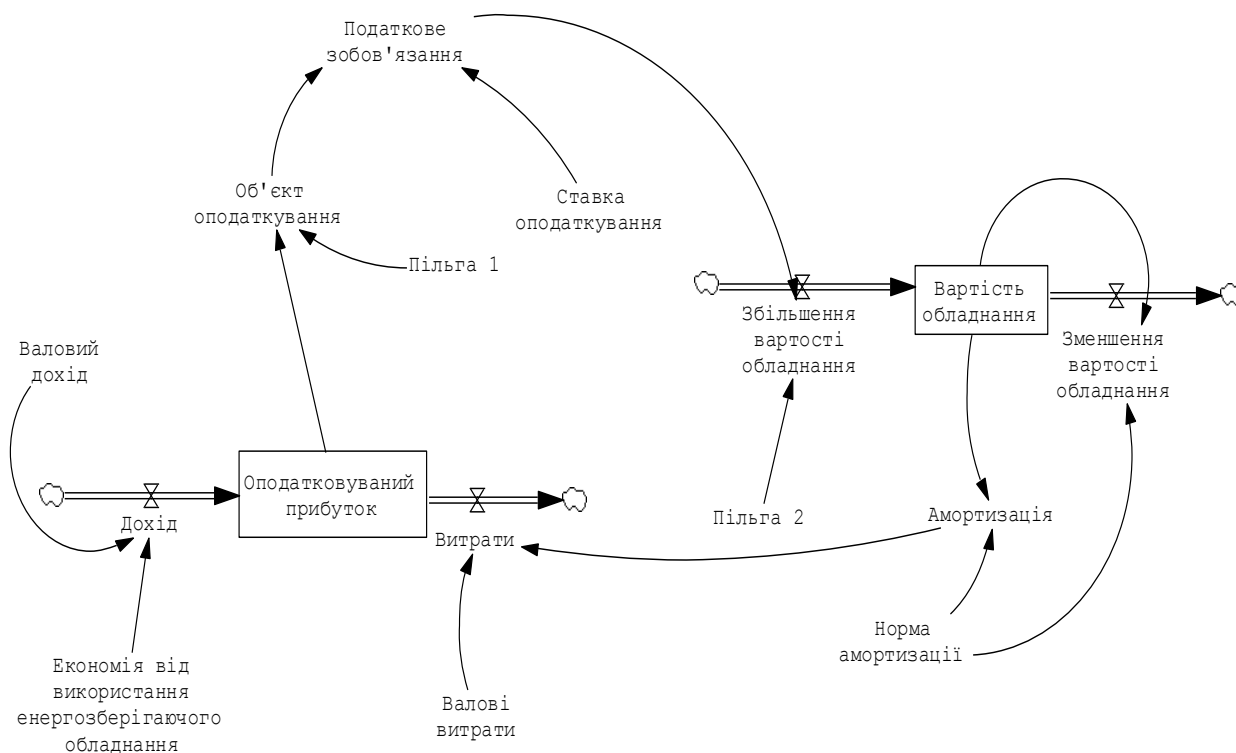 Податкове
зобов'язання
Об'єкт
оподаткування
Ставка
оподаткування
Пільга 1
Вартість
обладнання
Збільшення
вартості
обладнання
Зменшення
вартості
обладнання
Валовий
дохід
Оподатковуваний
прибуток
Дохід
Витрати
Пільга 2
Амортизація
Норма
амортизації
Економія від
використання
енергозберігаючого
обладнання
Валові
витрати